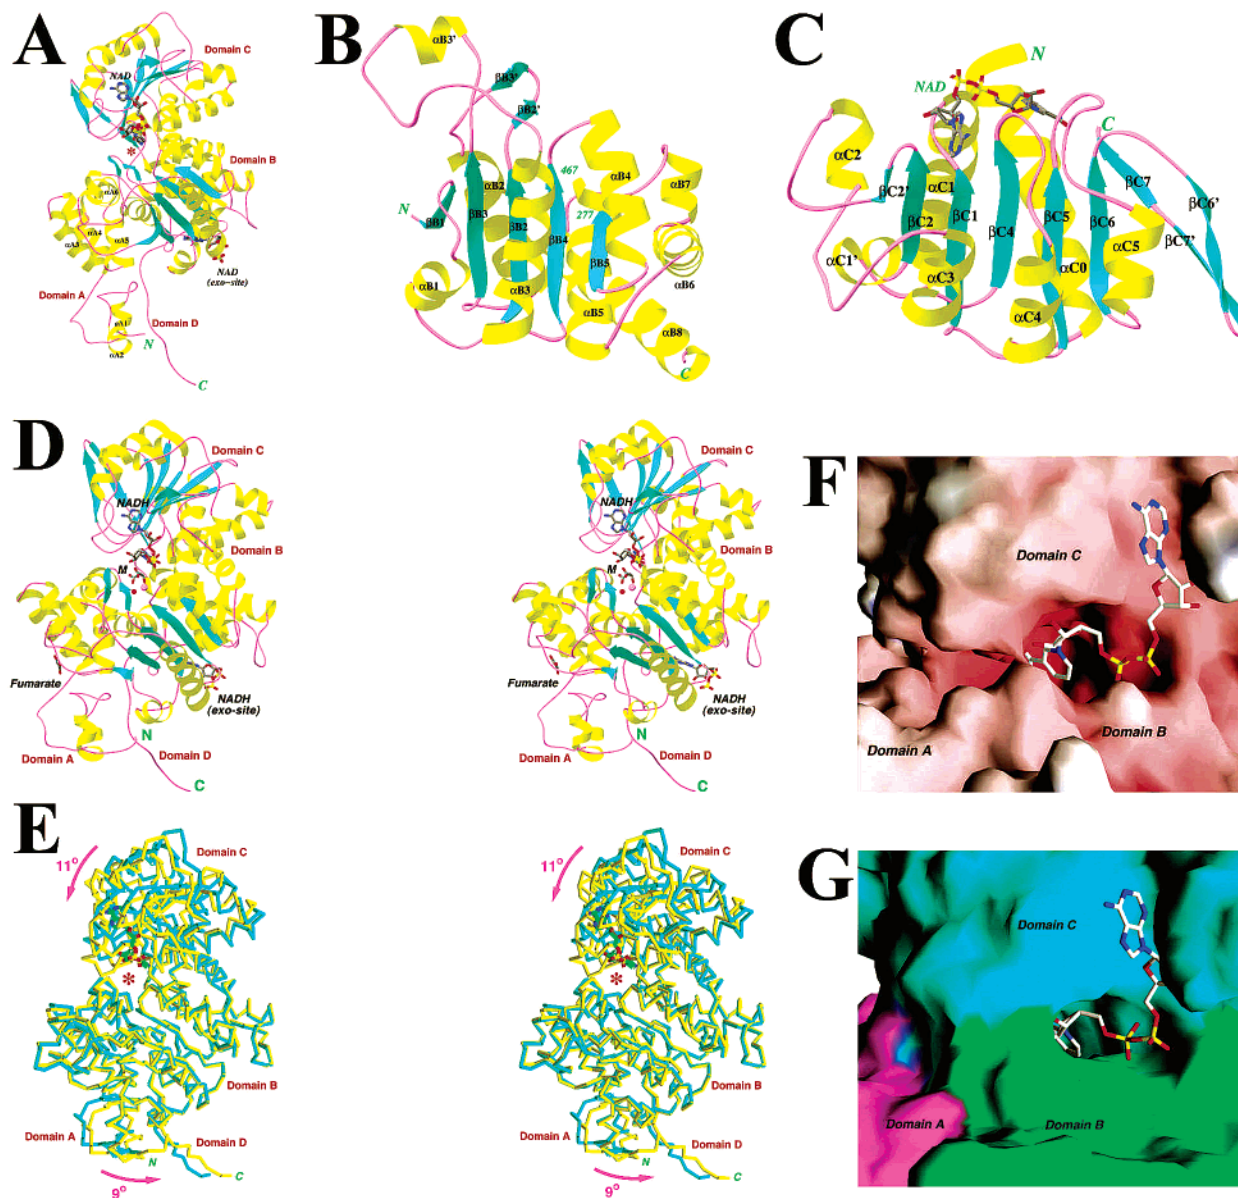 A
Domain C
NAD
*
Domain B
αA6
αA4
αA3
αA5
NAD
(exo-site)
Domain A
αA1
Domain D
N
αA2
C
B
αB3'
βB3'
βB2'
467
αB4
αB2
αB7
N
277
βB1
βB3
βB2
βB4
βB5
αB1
αB3
αB6
αB5
αB8
C
C
N
NAD
αC2
C
βC2'
αC1
βC7
βC6'
βC2
βC1
βC4
βC5
βC6
αC5
βC7'
αC1'
αC3
αC0
αC4
D
Domain C
NADH
Domain B
M
Fumarate
NADH
(exo-site)
N
Domain A
Domain D
C
Domain C
NADH
Domain B
M
Fumarate
NADH
(exo-site)
N
Domain A
Domain D
C
F
Domain C
Domain B
Domain A
E
11°
Domain C
*
Domain B
Domain A
Domain D
N
C
9°
11°
Domain C
*
Domain B
Domain A
Domain D
N
C
9°
G
Domain C
Domain A
Domain B